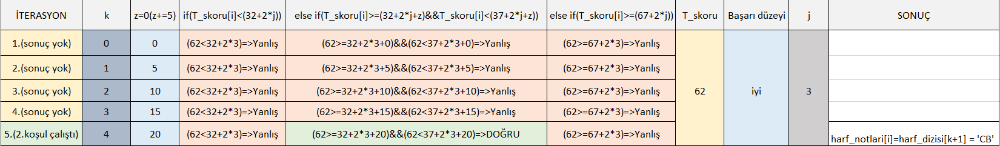 İTERASYON k z=0(z+=5) if(T_skoru[i]<(32+2*j)) else if(T_skoru[i]>=(32+2*j+z)&&T_skoru[i]<(37+2*j+z)) else if(T_skoru[i]>=(67+2*j)) T_skoru Başarı düzeyi j SONUÇ
1.(sonuç yok) 0 0 (62<32+2*3)=>Yanlış (62>=32+2*3+0)&&(62<37+2*3+0)=>Yanlış (62>=67+2*3)=>Yanlış
2.(sonuç yok) 1 5 (62<32+2*3)=>Yanlış (62>=32+2*3+5)&&(62<37+2*3+5)=>Yanlış (62>=67+2*3)=>Yanlış
3.(sonuç yok) 2 10 (62<32+2*3)=>Yanlış (62>=32+2*3+10)&&(62<37+2*3+10)=>Yanlış (62>=67+2*3)=>Yanlış 62 iyi 3
4.(sonuç yok) 3 15 (62<32+2*3)=>Yanlış (62>=32+2*3+15)&&(62<37+2*3+15)=>Yanlış (62>=67+2*3)=>Yanlış
5.(2.koşul çalıştı) 4 20 (62<32+2*3)=>Yanlış (62>=32+2*3+20)&&(62<37+2*3+20)=>DOĞRU (62>=67+2*3)=>Yanlış harf_notlari[i]=harf_dizisi[k+1] = 'CB'